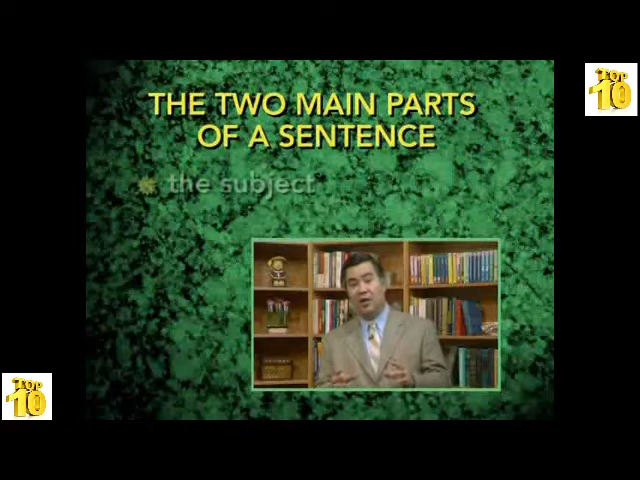 TOP
10
THE TWO MAIN PARTS
OF A SENTENCE
the subject
TOP
10